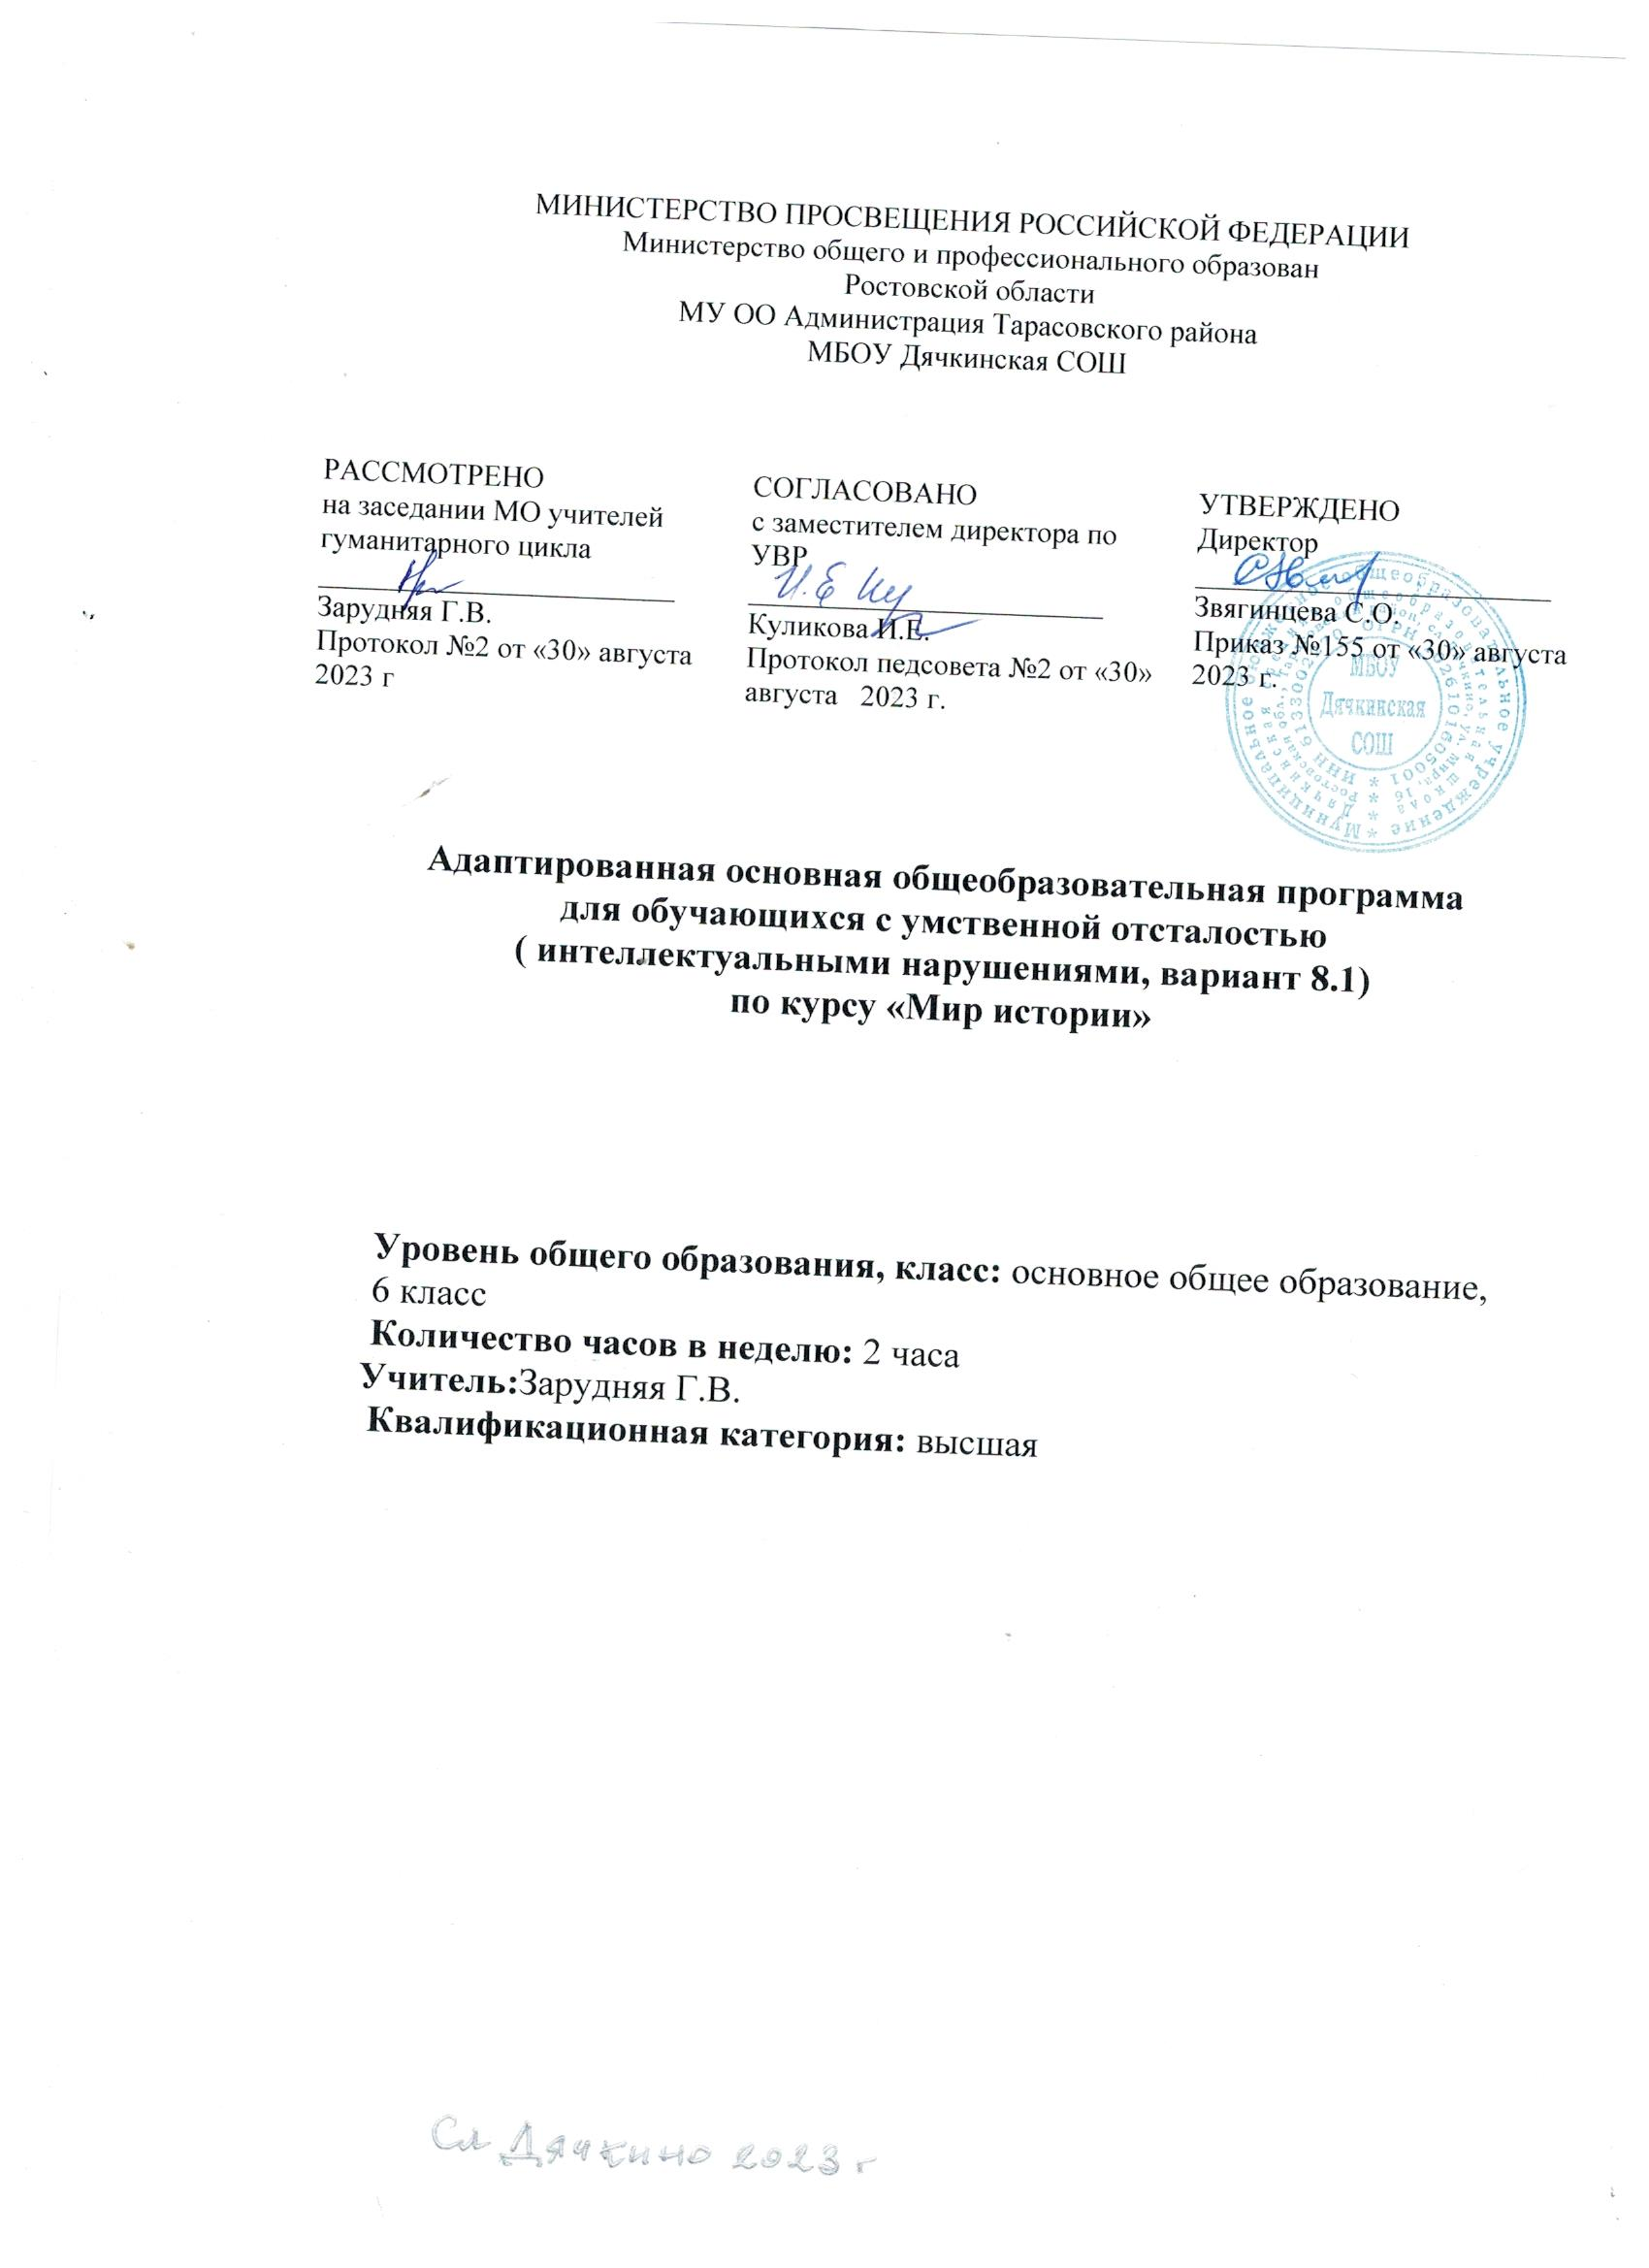 МИНИСТЕРСТВО ПРОСВЕЩЕНИЯ РОССИЙСКОЙ ФЕДЕРАЦИИ
Министерство общего и профессионального образован
Ростовской области
МУ ОО Администрация Тарасовского района
МБОУ Дячкинская СОШ
РАССМОТРЕНО
на заседании МО учителей
гуманитарного цикла
Зарудняя Г.В.
Протокол №2 от «30» августа
2023 г
СОГЛАСОВАНО
с заместителем директора по
УВР
Куликова И.Е.
Протокол педсовета №2 от «30»
августа 2023 г.
УТВЕРЖДЕНО
Директор
Звягинцева С.О.
Приказ №155 от «30» августа
2023 г.
МБОУ
Дячкинская
СОШ
Адаптированная основная общеобразовательная программа
для обучающихся с умственной отсталостью
( интеллектуальными нарушениями, вариант 8.1)
по курсу «Мир истории»
Уровень общего образования, класс: основное общее образование,
6 класс
Количество часов в неделю: 2 часа
Учитель:Зарудняя Г.В.
Квалификационная категория: высшая
Сл Дячкино 2023 г